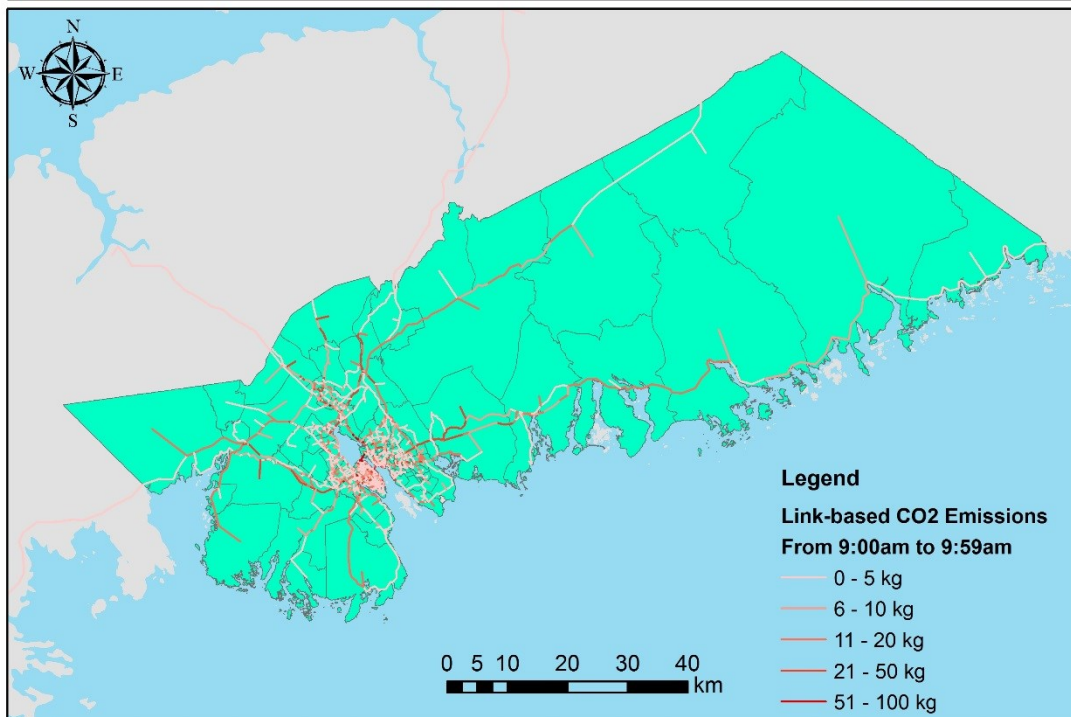 N
W E
S
Legend
Link-based CO2 Emissions
From 9:00am to 9:59am
0 - 5 kg
6 - 10 kg
11 - 20 kg
21 - 50 kg
51 - 100 kg
0 5 10 20 30 40
km